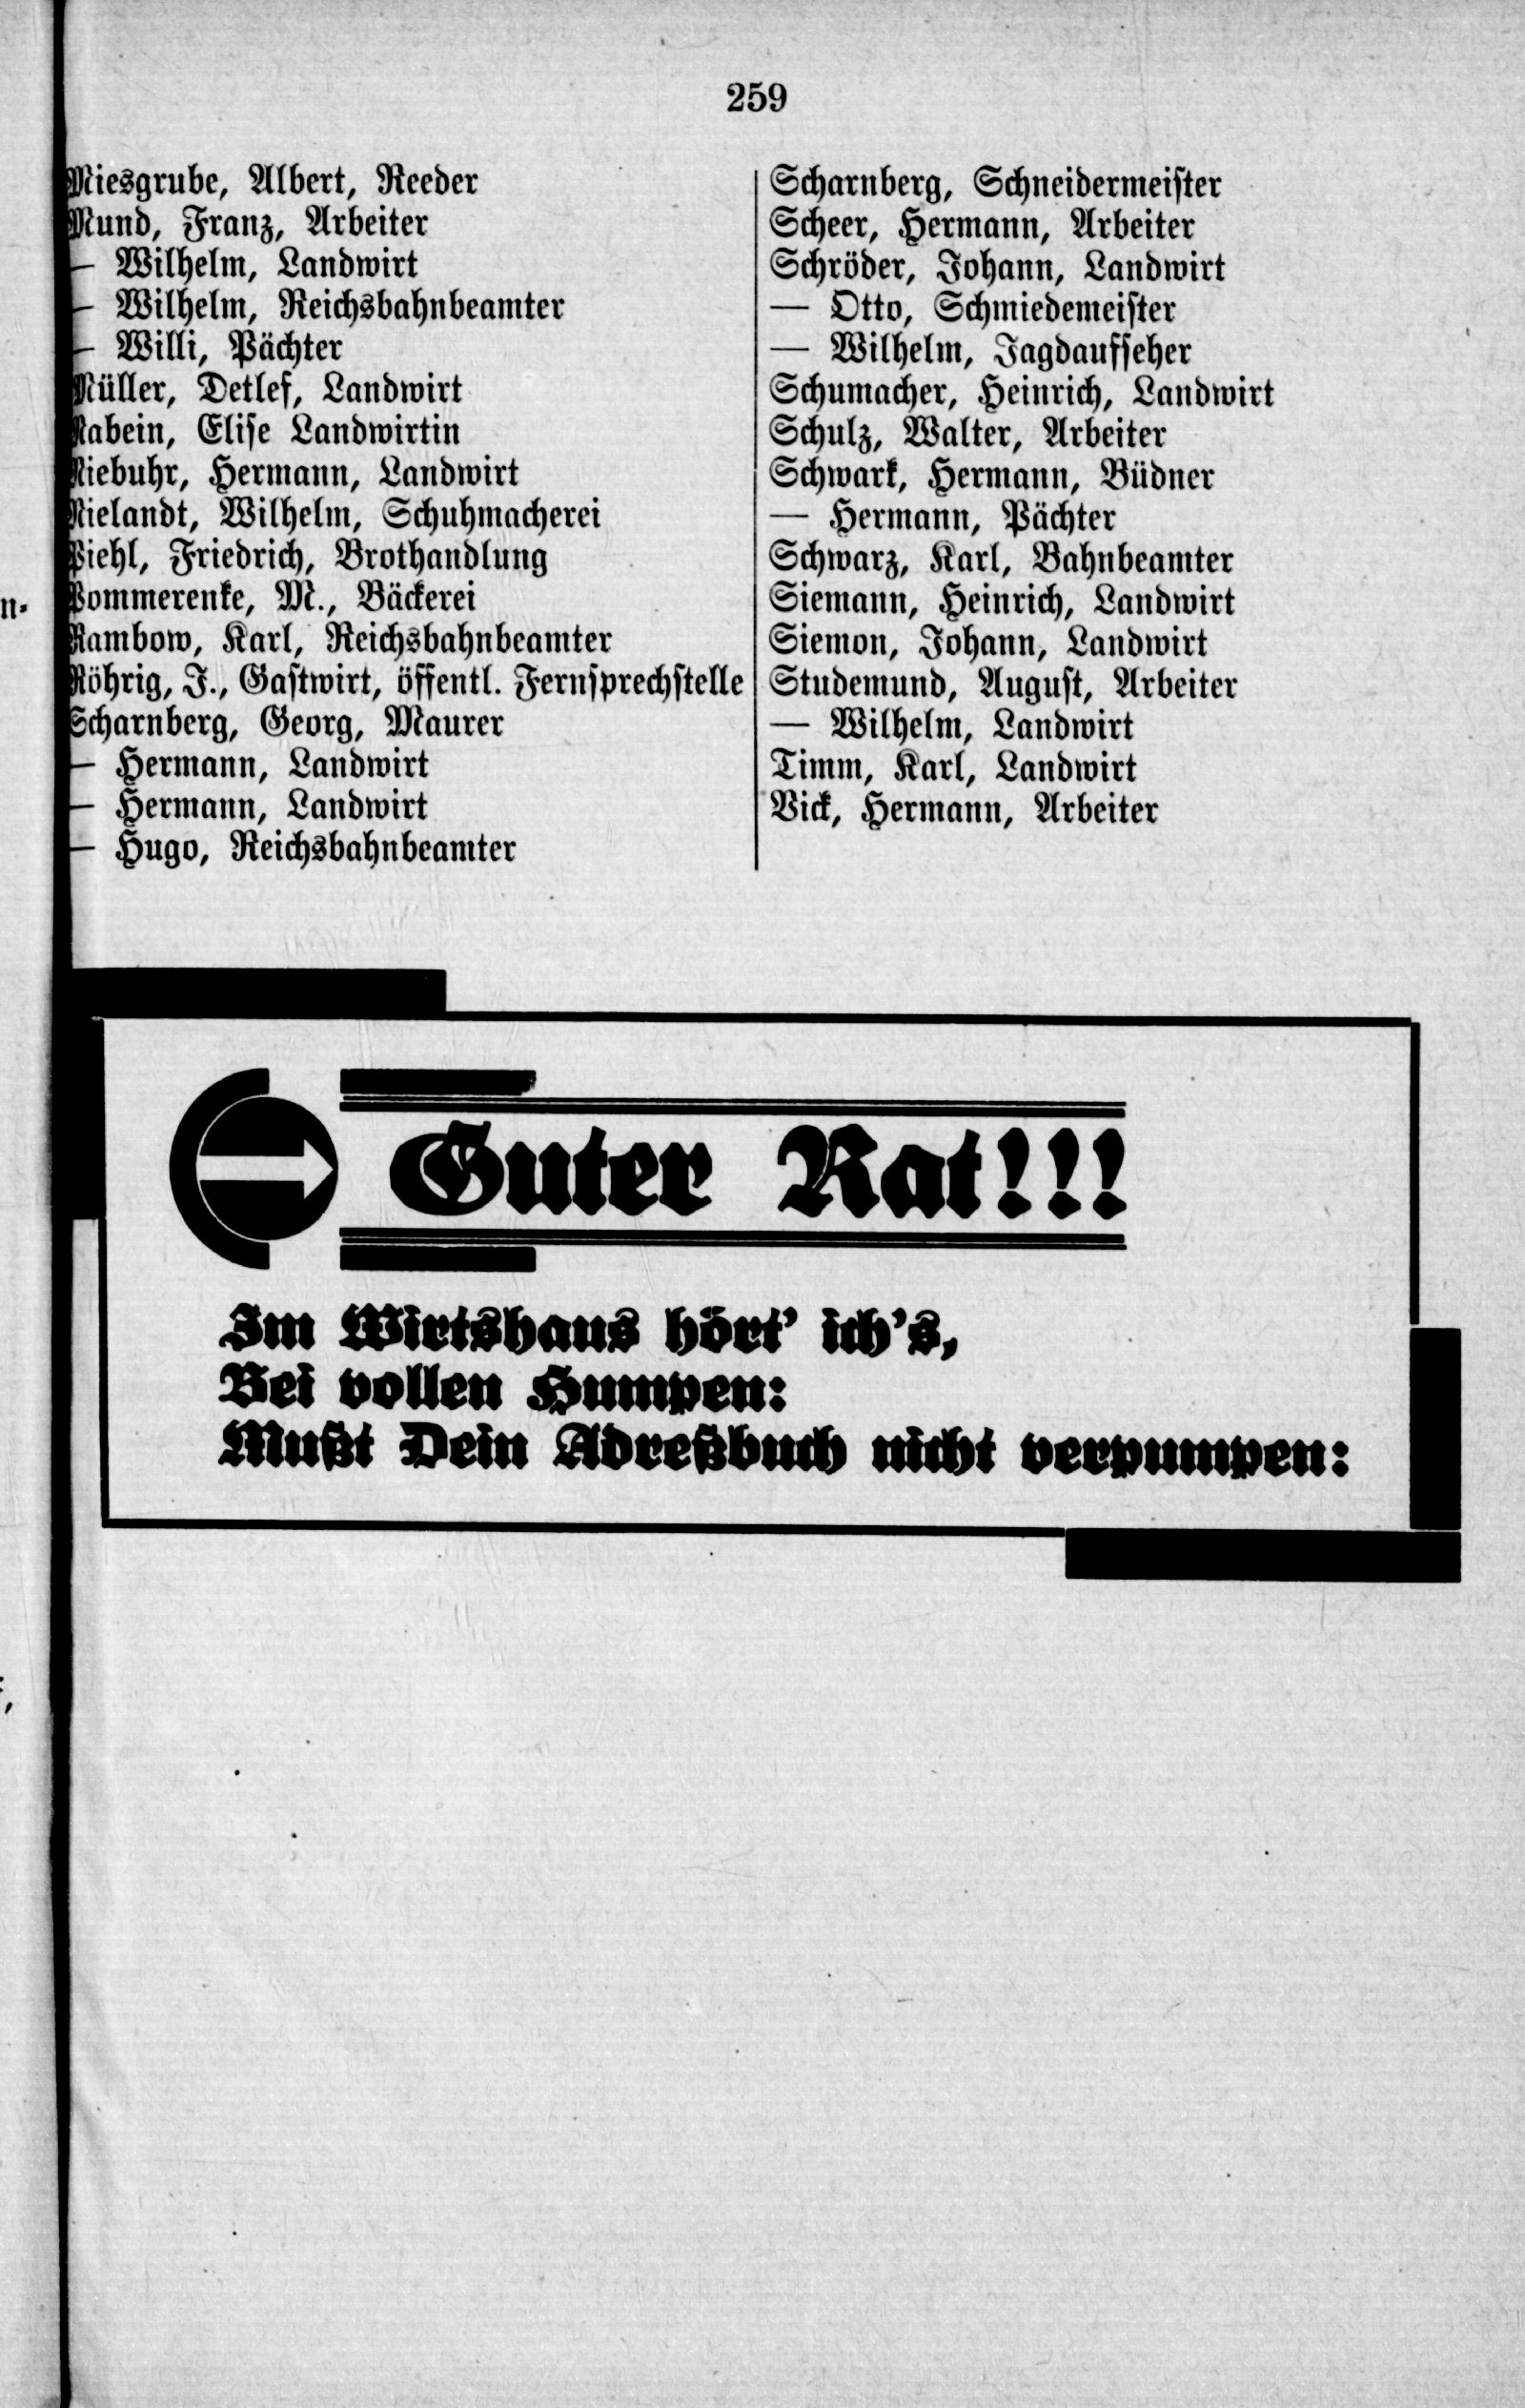 259
Miesgrube, Albert, Reeder
Mund, Franz, Arbeiter
— Wilhelm, Landwirt
— Wilhelm, Reichsbahnbeamter
— Willi, Pächter
Müller, Detlef, Landwirt
Nabein, Elise Landwirtin
Niebuhr, Hermann, Landwirt
Nielandt, Wilhelm, Schuhmacherei
Piehl, Friedrich, Brothandlung
Pommerenke, M., Bäckerei
Rambow, Karl, Reichsbahnbeamter
Röhrig, J., Gastwirt, öffentl. Fernsprechstelle
Scharnberg, Georg, Maurer
— Hermann, Landwirt
— Hermann, Landwirt
— Hugo, Reichsbahnbeamter
Scharnberg, Schneidermeister
Scheer, Hermann, Arbeiter
Schröder, Johann, Landwirt
— Otto, Schmiedemeister
— Wilhelm, Jagdaufseher
Schumacher, Heinrich, Landwirt
Schulz, Walter, Arbeiter
Schwark, Hermann, Büdner
— Hermann, Pächter
Schwarz, Karl, Bahnbeamter
Siemann, Heinrich, Landwirt
Siemon, Johann, Landwirt
Studemund, August, Arbeiter
— Wilhelm, Landwirt
Timm, Karl, Landwirt
Vick, Hermann, Arbeiter
Guter Rat!!!
Im Wirtshaus hört' ich's,
Bei vollen Humpen:
Mußt Dein Adreßbuch nicht verpumpen: